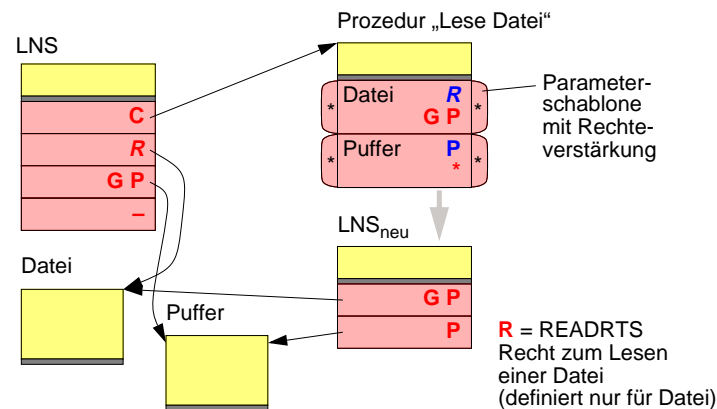 Prozedur „Lese Datei“
LNS
C
R
G P
–
* Datei R *
G P
* Puffer P *
*
Parameter-
schablone
mit Rechte-
verstärkung
LNSneu
G P
P
Datei
Puffer
R = READRTS
Recht zum Lesen
einer Datei
(definiert nur für Datei)